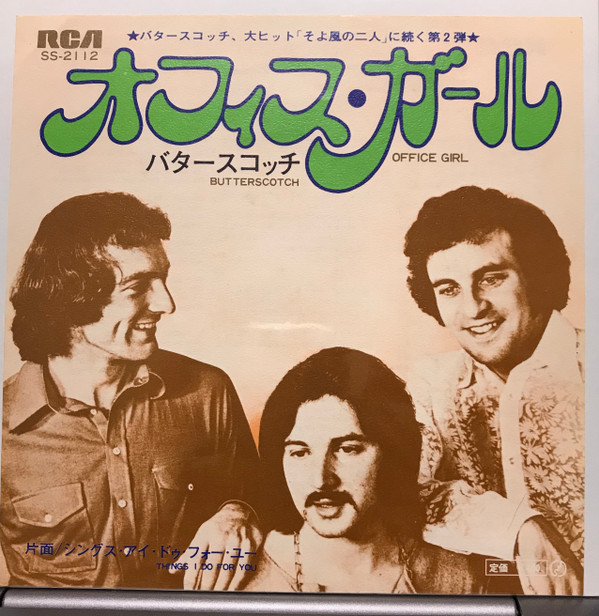 RCA
SS-2112
★バタースコッチ、大ヒット「そよ風の二人」に続く第2弾★
オフィス・ガール
バタースコッチ
BUTTERSCOTCH
OFFICE GIRL
片面／シングス・アイ・ドゥ・フォー・ユー
THINGS I DO FOR YOU
定価